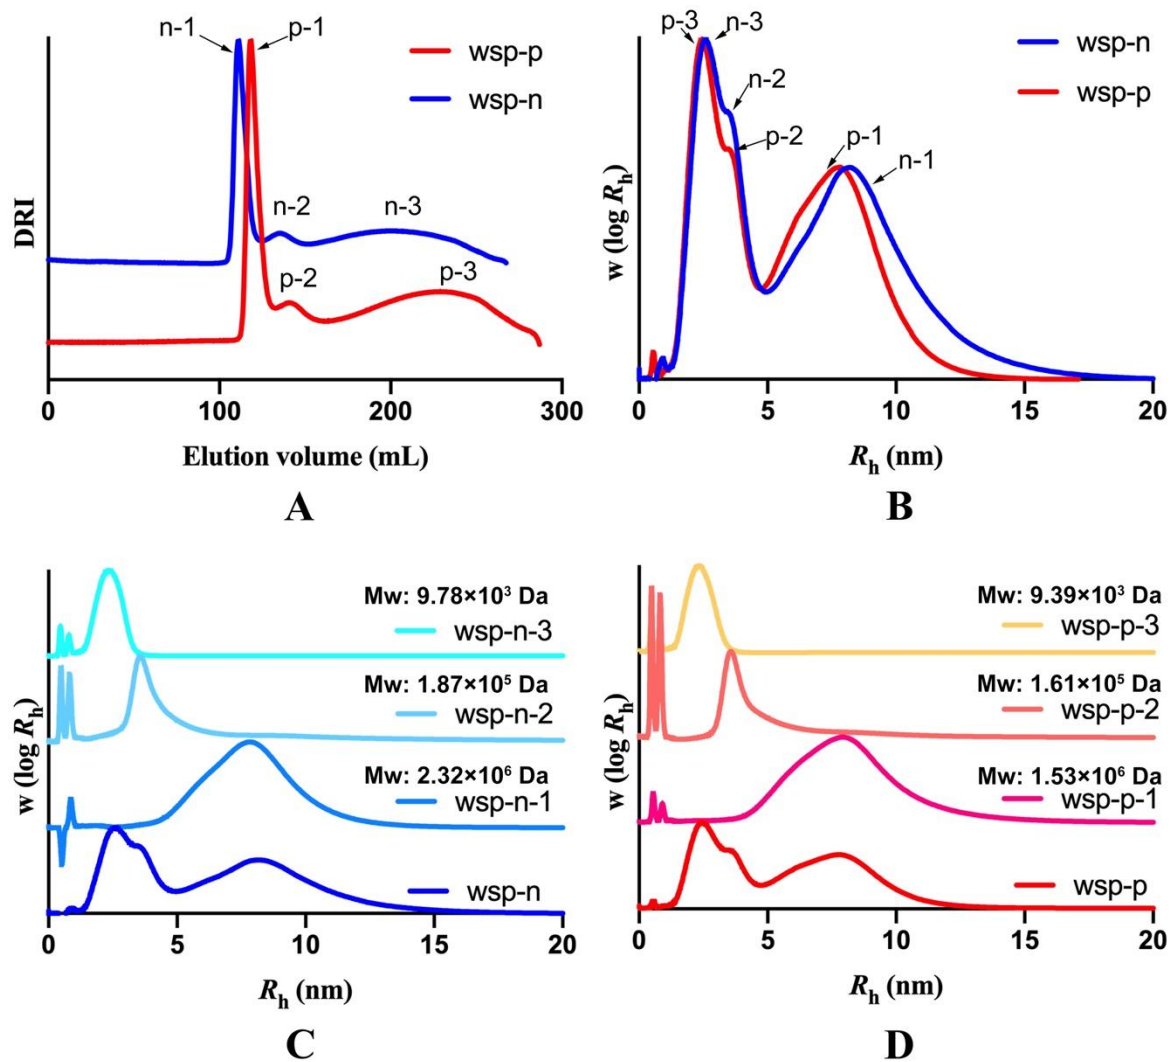 n-1
p-1
wsp-p
wsp-n
n-2
n-3
p-2
p-3
DRI
0
100
200
300
Elution volume (mL)
A
p-3
n-3
wsp-n
wsp-p
n-2
p-2
p-1
n-1
w (log Rh)
0
5
10
15
20
Rh (nm)
B
Mw: 9.78×10³ Da
wsp-n-3
Mw: 1.87×10⁵ Da
wsp-n-2
Mw: 2.32×10⁶ Da
wsp-n-1
wsp-n
w (log Rh)
0
5
10
15
20
Rh (nm)
C
Mw: 9.39×10³ Da
wsp-p-3
Mw: 1.61×10⁵ Da
wsp-p-2
Mw: 1.53×10⁶ Da
wsp-p-1
wsp-p
w (log Rh)
0
5
10
15
20
Rh (nm)
D